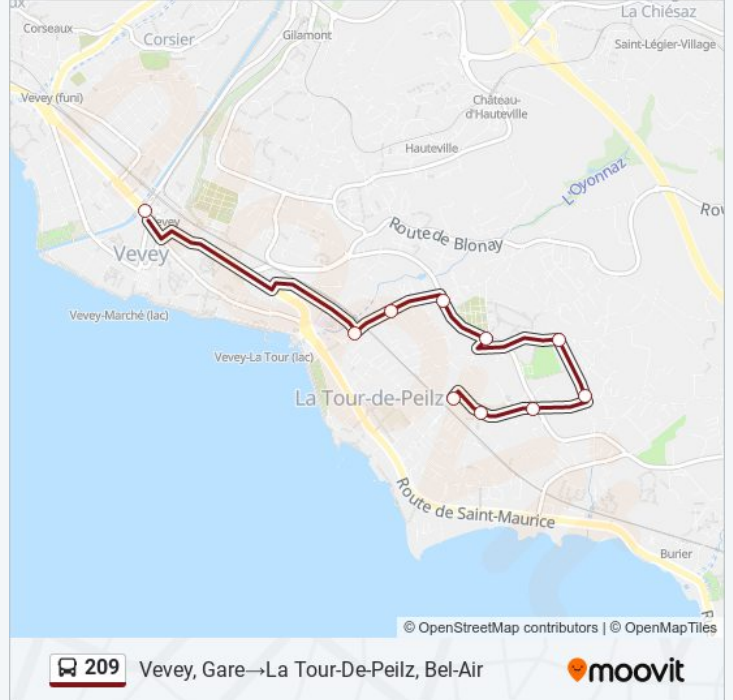 Corseaux
Corsier
Gilamont
La Chiésaz
Saint-Légier-Village
Vevey (funi)
Château-
d'Hauteville
Hauteville
L'Oyonnaz
Route de Blonay
Vevey
Vevey-Marché (lac)
Vevey-La Tour (lac)
La Tour-de-Peilz
Route de Saint-Maurice
Burier
© OpenStreetMap contributors | © OpenMapTiles
209 Vevey, Gare→La Tour-De-Peilz, Bel-Air
moovit